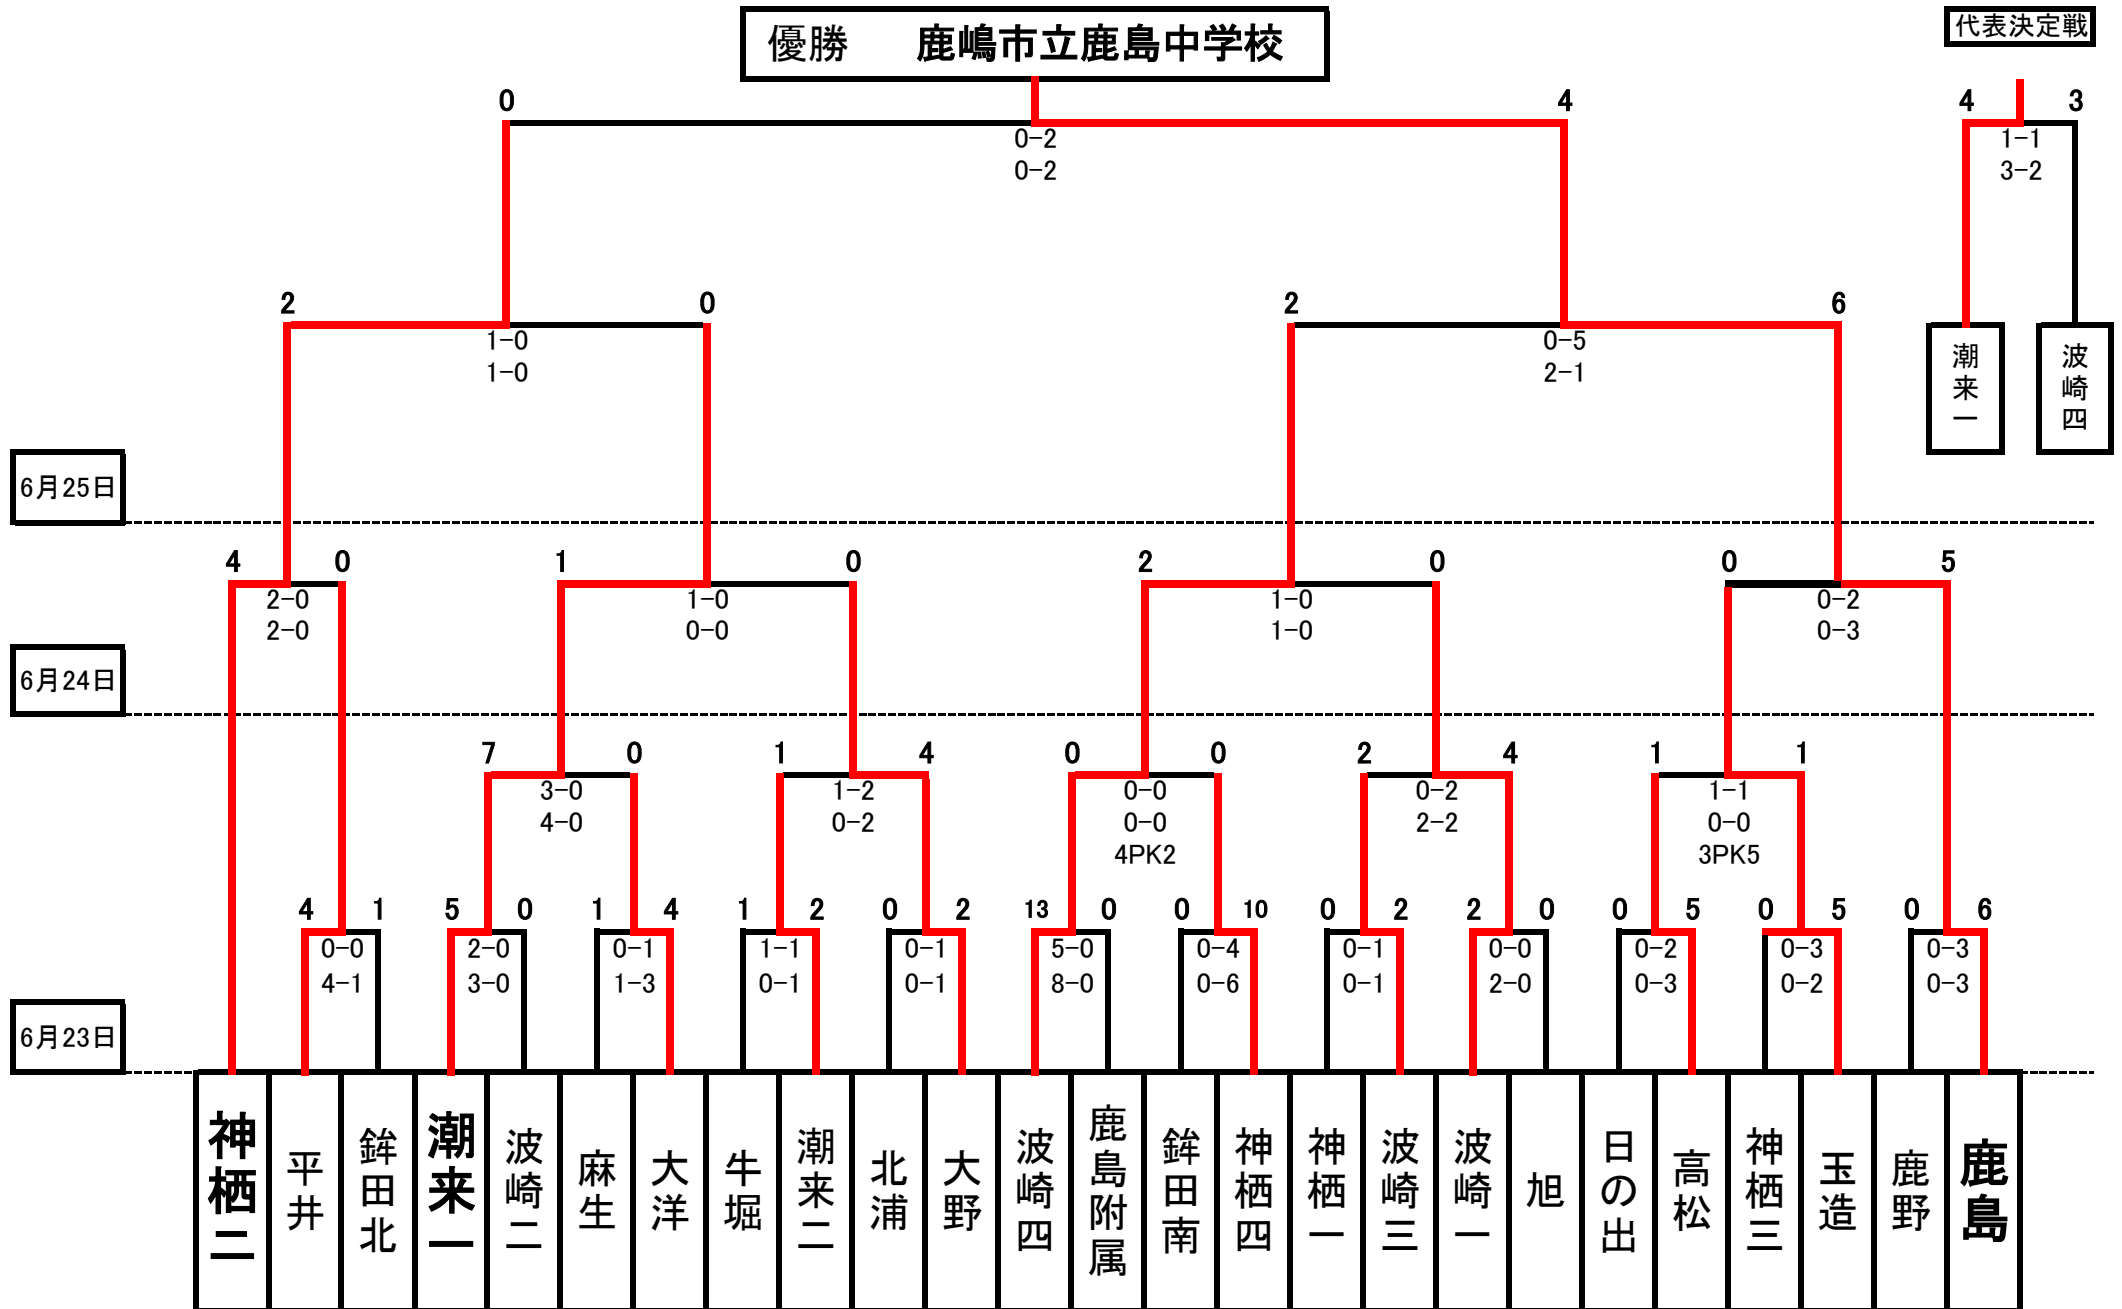 優勝　鹿嶋市立鹿島中学校
代表決定戦
0 4 4 3
0-2 1-1
0-2 3-2
2 0 2 6
1-0 0-5
1-0 2-1
潮来一 波崎四
6月25日
4 0 1 0 2 0 0 5
2-0 1-0 1-0 0-2
2-0 0-0 1-0 0-3
6月24日
7 0 1 4 0 0 2 4 1 1
3-0 1-2 0-0 0-2 1-1
4-0 0-2 0-0 2-2 0-0
4PK2 3PK5
4 1 5 0 1 4 1 2 0 2 13 0 0 10 0 2 2 0 0 5 0 5 0 6
0-0 2-0 0-1 1-1 0-1 5-0 0-4 0-1 0-0 0-2 0-3 0-3
4-1 3-0 1-3 0-1 0-1 8-0 0-6 0-1 2-0 0-3 0-2 0-3
6月23日
神栖二
平井
鉾田北
潮来一
波崎二
麻生
大洋
牛堀
潮来二
北浦
大野
波崎四
鹿島附属
鉾田南
神栖四
神栖一
波崎三
波崎一
旭
日の出
高松
神栖三
玉造
鹿野
鹿島